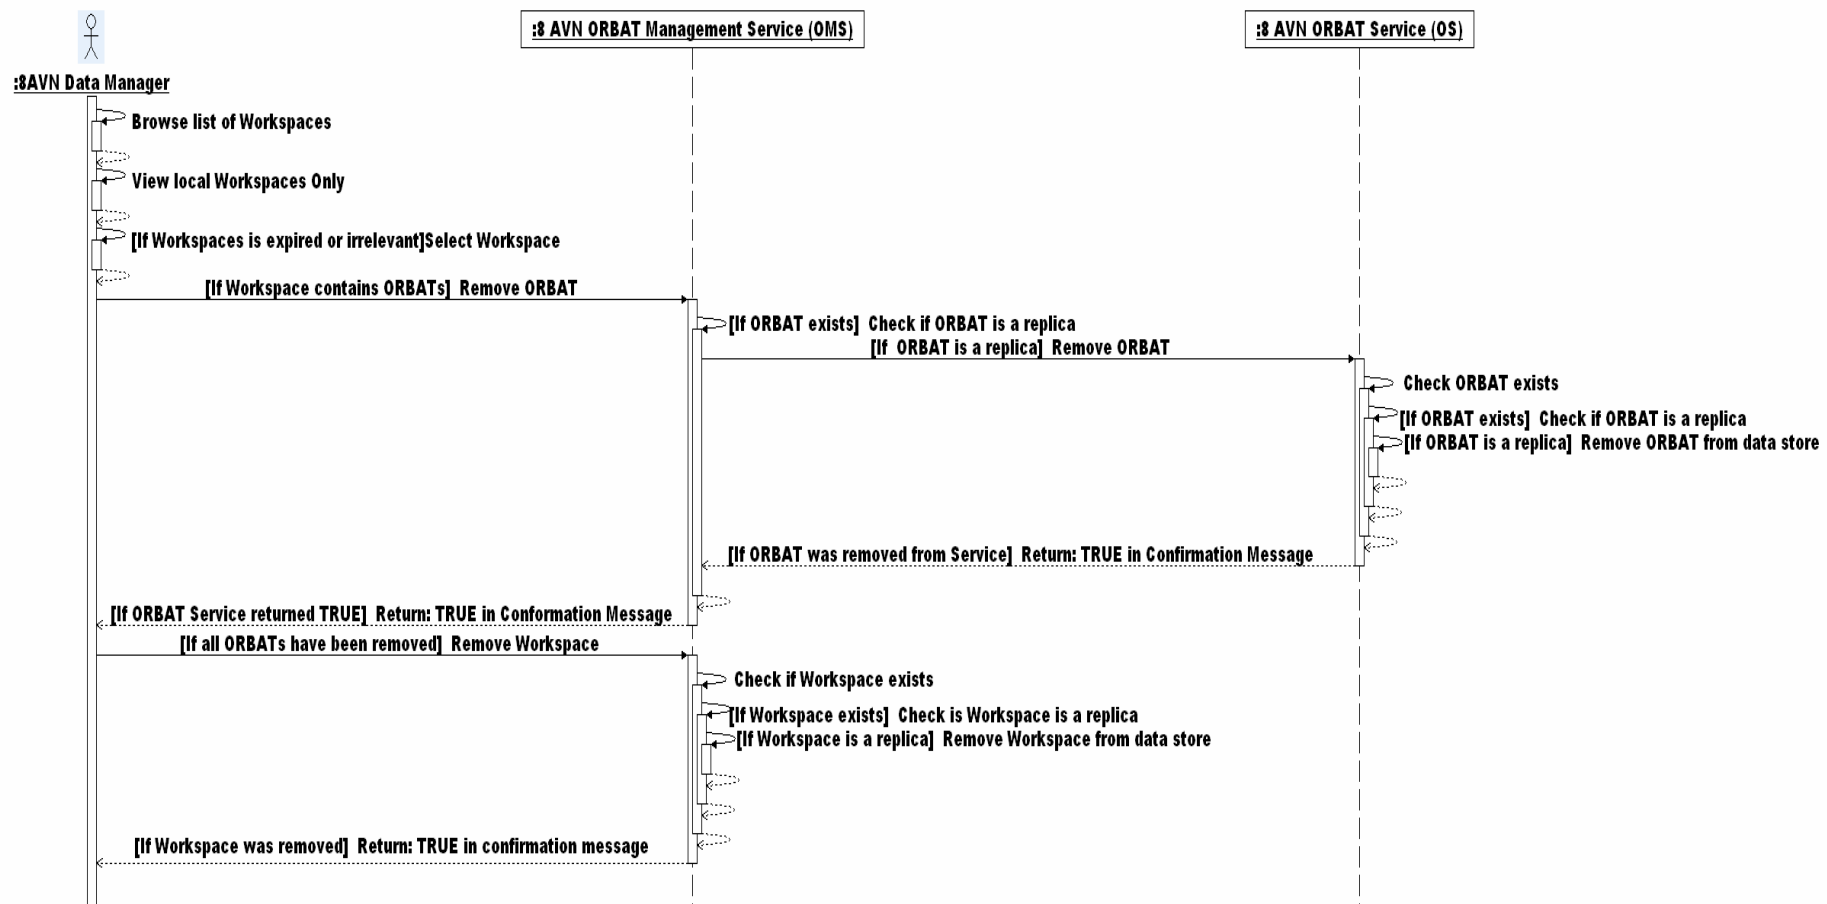 :8 AVN ORBAT Management Service (OMS)
:8 AVN ORBAT Service (OS)
:8AVN Data Manager
Browse list of Workspaces
View local Workspaces Only
[If Workspaces is expired or irrelevant]Select Workspace
[If Workspace contains ORBATs] Remove ORBAT
[If ORBAT exists] Check if ORBAT is a replica
[If ORBAT is a replica] Remove ORBAT
Check ORBAT exists
[If ORBAT exists] Check if ORBAT is a replica
[If ORBAT is a replica] Remove ORBAT from data store
[If ORBAT was removed from Service] Return: TRUE in Confirmation Message
[If ORBAT Service returned TRUE] Return: TRUE in Conformation Message
[If all ORBATs have been removed] Remove Workspace
Check if Workspace exists
[If Workspace exists] Check is Workspace is a replica
[If Workspace is a replica] Remove Workspace from data store
[If Workspace was removed] Return: TRUE in confirmation message